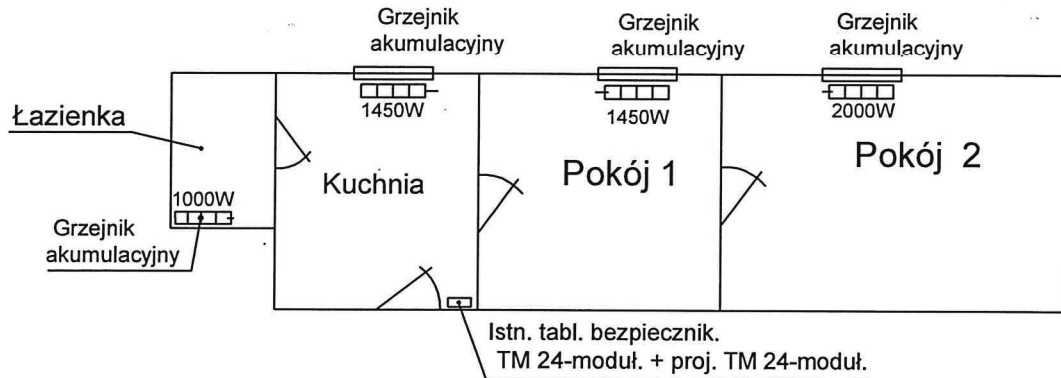 Grzejnik
akumulacyjny
Grzejnik
akumulacyjny
Grzejnik
akumulacyjny
1450W
1450W
2000W
Łazienka
Kuchnia
Pokój 1
Pokój 2
1000W
Grzejnik
akumulacyjny
Istn. tabl. bezpiecznik.
TM 24-moduł. + proj. TM 24-moduł.